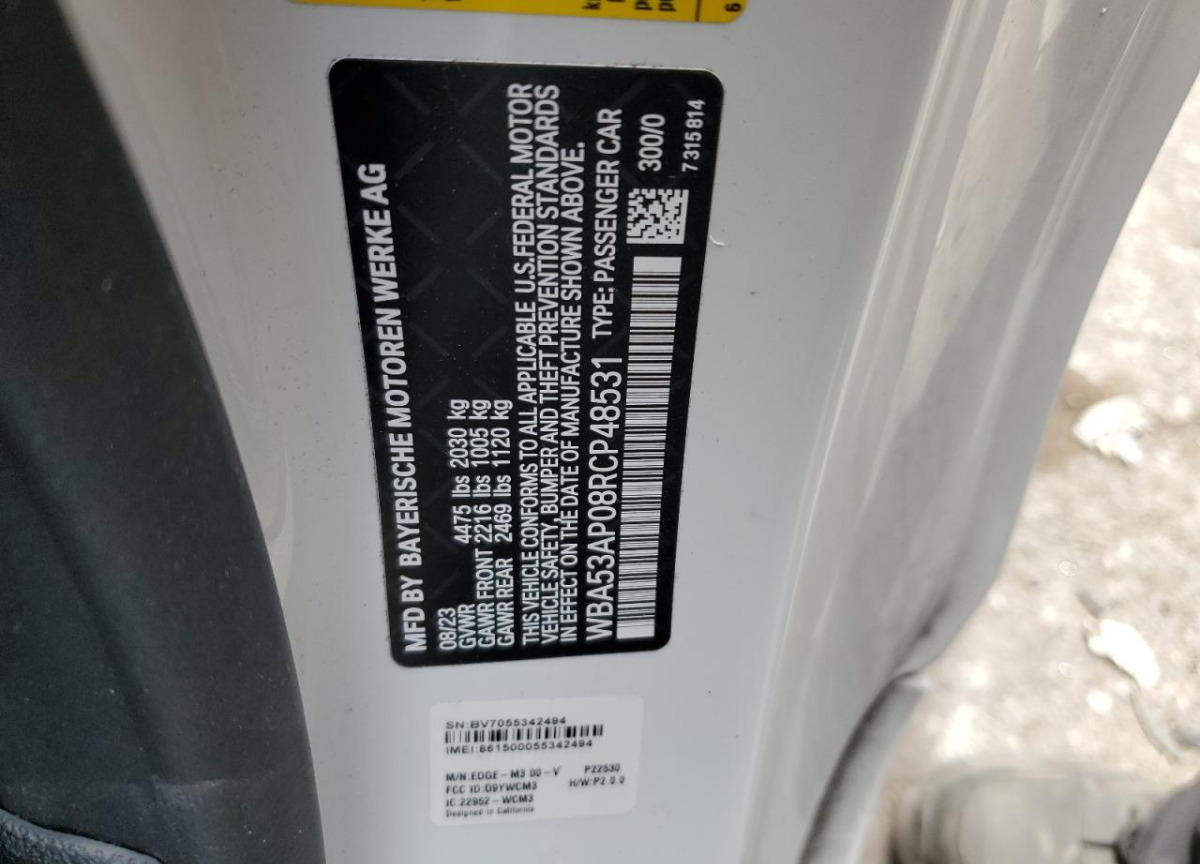 MFD BY BAYERISCHE MOTOREN WERKE AG
08/23
GVWR 4475 lbs 2030 kg
GAWR FRONT 2216 lbs 1005 kg
GAWR REAR 2469 lbs 1120 kg
THIS VEHICLE CONFORMS TO ALL APPLICABLE U.S.FEDERAL MOTOR
VEHICLE SAFETY, BUMPER AND THEFT PREVENTION STANDARDS
IN EFFECT ON THE DATE OF MANUFACTURE SHOWN ABOVE.
WBA53AP08RCP48531 TYPE: PASSENGER CAR
300/0
7 315 814
SN:BV7055342494
IMEI:861500055342494
M/N:EDGE-M3 00-V P22530
FCC ID:D9YWCM3 H/W:P2.0.0
IC:22952-WCM3
Designed in California